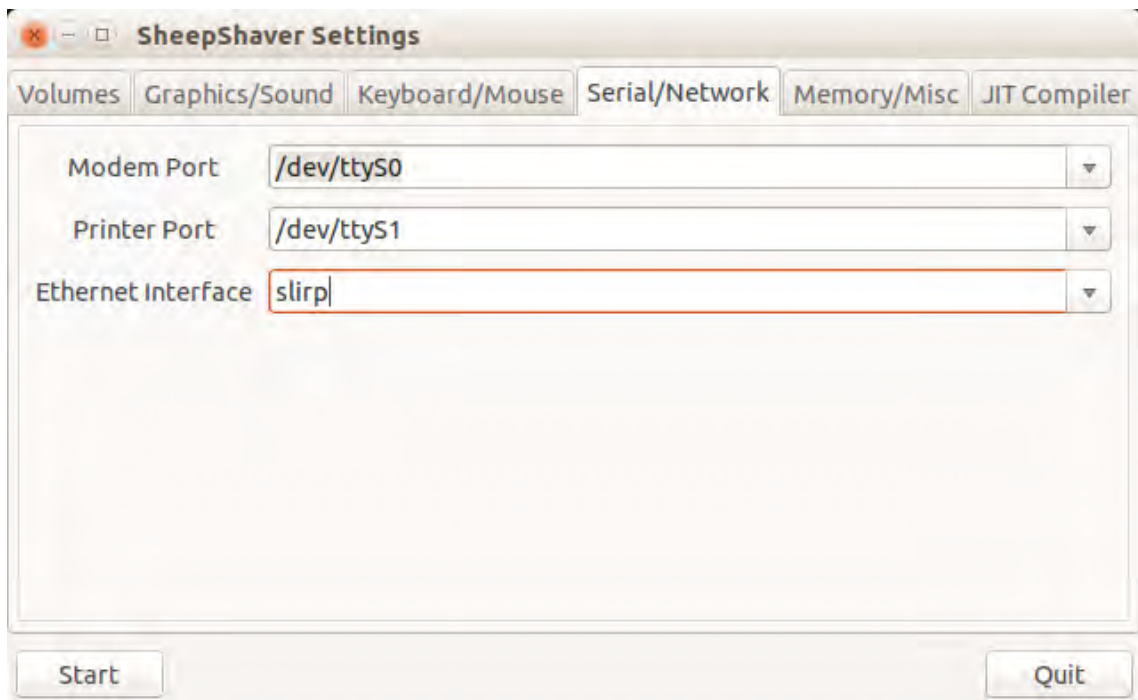 SheepShaver Settings
Volumes Graphics/Sound Keyboard/Mouse Serial/Network Memory/Misc JIT Compiler
Modem Port /dev/ttyS0
Printer Port /dev/ttyS1
Ethernet Interface slirp
Start Quit